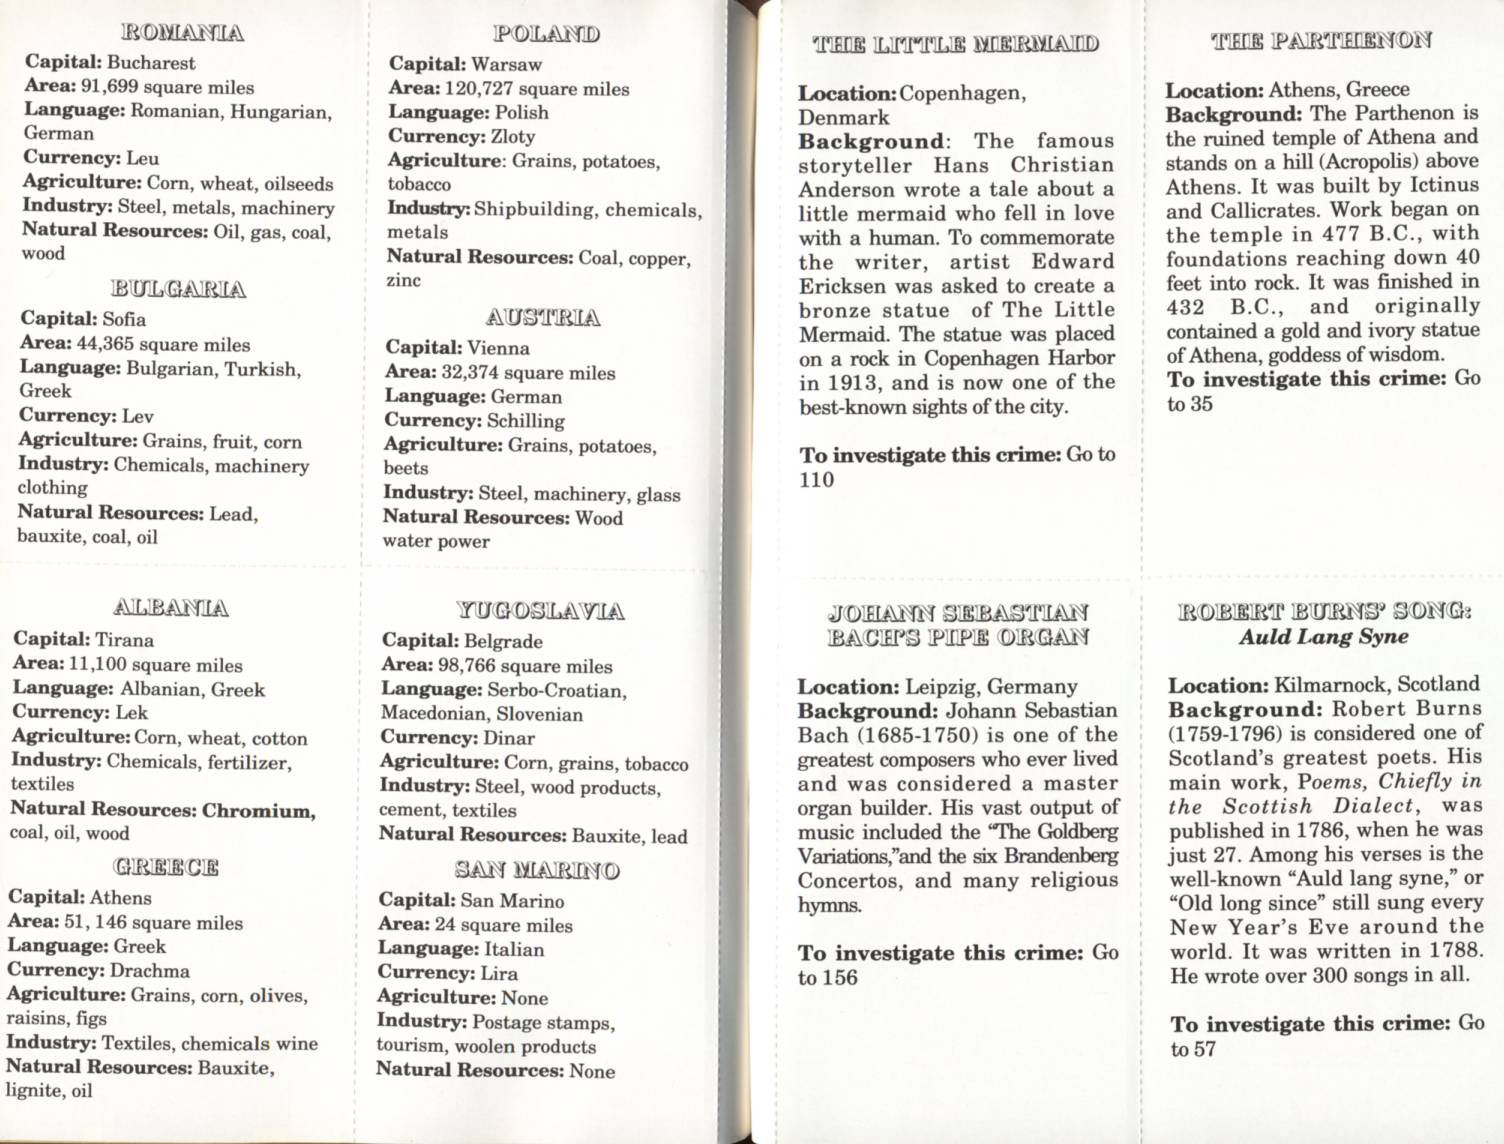 ROMANIA
Capital: Bucharest
Area: 91,699 square miles
Language: Romanian, Hungarian,
German
Currency: Leu
Agriculture: Corn, wheat, oilseeds
Industry: Steel, metals, machinery
Natural Resources: Oil, gas, coal,
wood
BULGARIA
Capital: Sofia
Area: 44,365 square miles
Language: Bulgarian, Turkish,
Greek
Currency: Lev
Agriculture: Grains, fruit, corn
Industry: Chemicals, machinery
clothing
Natural Resources: Lead,
bauxite, coal, oil
ALBANIA
Capital: Tirana
Area: 11,100 square miles
Language: Albanian, Greek
Currency: Lek
Agriculture: Corn, wheat, cotton
Industry: Chemicals, fertilizer,
textiles
Natural Resources: Chromium,
coal, oil, wood
GREECE
Capital: Athens
Area: 51, 146 square miles
Language: Greek
Currency: Drachma
Agriculture: Grains, corn, olives,
raisins, figs
Industry: Textiles, chemicals wine
Natural Resources: Bauxite,
lignite, oil
POLAND
Capital: Warsaw
Area: 120,727 square miles
Language: Polish
Currency: Zloty
Agriculture: Grains, potatoes,
tobacco
Industry: Shipbuilding, chemicals,
metals
Natural Resources: Coal, copper,
zinc
AUSTRIA
Capital: Vienna
Area: 32,374 square miles
Language: German
Currency: Schilling
Agriculture: Grains, potatoes,
beets
Industry: Steel, machinery, glass
Natural Resources: Wood
water power
YUGOSLAVIA
Capital: Belgrade
Area: 98,766 square miles
Language: Serbo-Croatian,
Macedonian, Slovenian
Currency: Dinar
Agriculture: Corn, grains, tobacco
Industry: Steel, wood products,
cement, textiles
Natural Resources: Bauxite, lead
SAN MARINO
Capital: San Marino
Area: 24 square miles
Language: Italian
Currency: Lira
Agriculture: None
Industry: Postage stamps,
tourism, woolen products
Natural Resources: None
THE LITTLE MERMAID
Location: Copenhagen,
Denmark
Background: The famous
storyteller Hans Christian
Anderson wrote a tale about a
little mermaid who fell in love
with a human. To commemorate
the writer, artist Edward
Ericksen was asked to create a
bronze statue of The Little
Mermaid. The statue was placed
on a rock in Copenhagen Harbor
in 1913, and is now one of the
best-known sights of the city.
To investigate this crime: Go to
110
THE PARTHENON
Location: Athens, Greece
Background: The Parthenon is
the ruined temple of Athena and
stands on a hill (Acropolis) above
Athens. It was built by Ictinus
and Callicrates. Work began on
the temple in 477 B.C., with
foundations reaching down 40
feet into rock. It was finished in
432 B.C., and originally
contained a gold and ivory statue
of Athena, goddess of wisdom.
To investigate this crime: Go
to 35
JOHANN SEBASTIAN
BACH'S PIPE ORGAN
Location: Leipzig, Germany
Background: Johann Sebastian
Bach (1685-1750) is one of the
greatest composers who ever lived
and was considered a master
organ builder. His vast output of
music included the "The Goldberg
Variations,"and the six Brandenberg
Concertos, and many religious
hymns.
To investigate this crime: Go
to 156
ROBERT BURNS' SONG:
Auld Lang Syne
Location: Kilmarnock, Scotland
Background: Robert Burns
(1759-1796) is considered one of
Scotland's greatest poets. His
main work, Poems, Chiefly in
the Scottish Dialect, was
published in 1786, when he was
just 27. Among his verses is the
well-known "Auld lang syne," or
"Old long since" still sung every
New Year's Eve around the
world. It was written in 1788.
He wrote over 300 songs in all.
To investigate this crime: Go
to 57